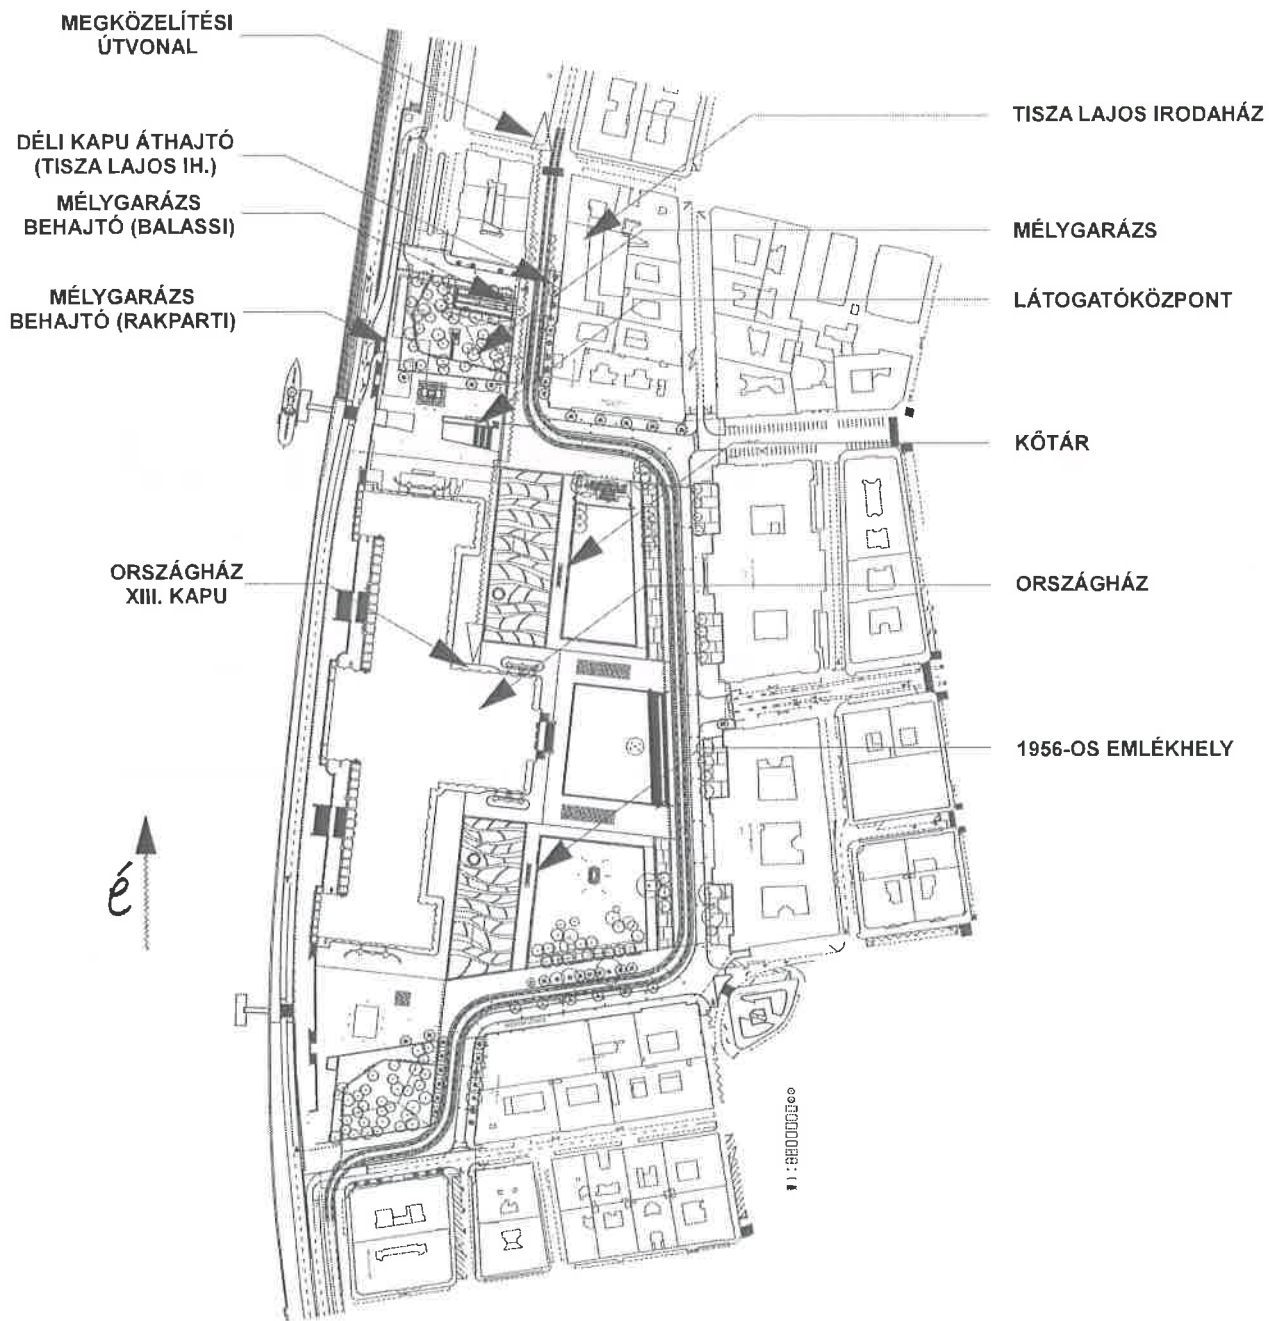 MEGKÖZELÍTÉSI
ÚTVONAL
DÉLI KAPU ÁTHAJTÓ
(TISZA LAJOS IH.)
MÉLYGARÁZS
BEHAJTÓ (BALASSI)
MÉLYGARÁZS
BEHAJTÓ (RAKPARTI)
ORSZÁGHÁZ
XIII. KAPU
é
TISZA LAJOS IRODAHÁZ
MÉLYGARÁZS
LÁTOGATÓKÖZPONT
KŐTÁR
ORSZÁGHÁZ
1956-OS EMLÉKHELY